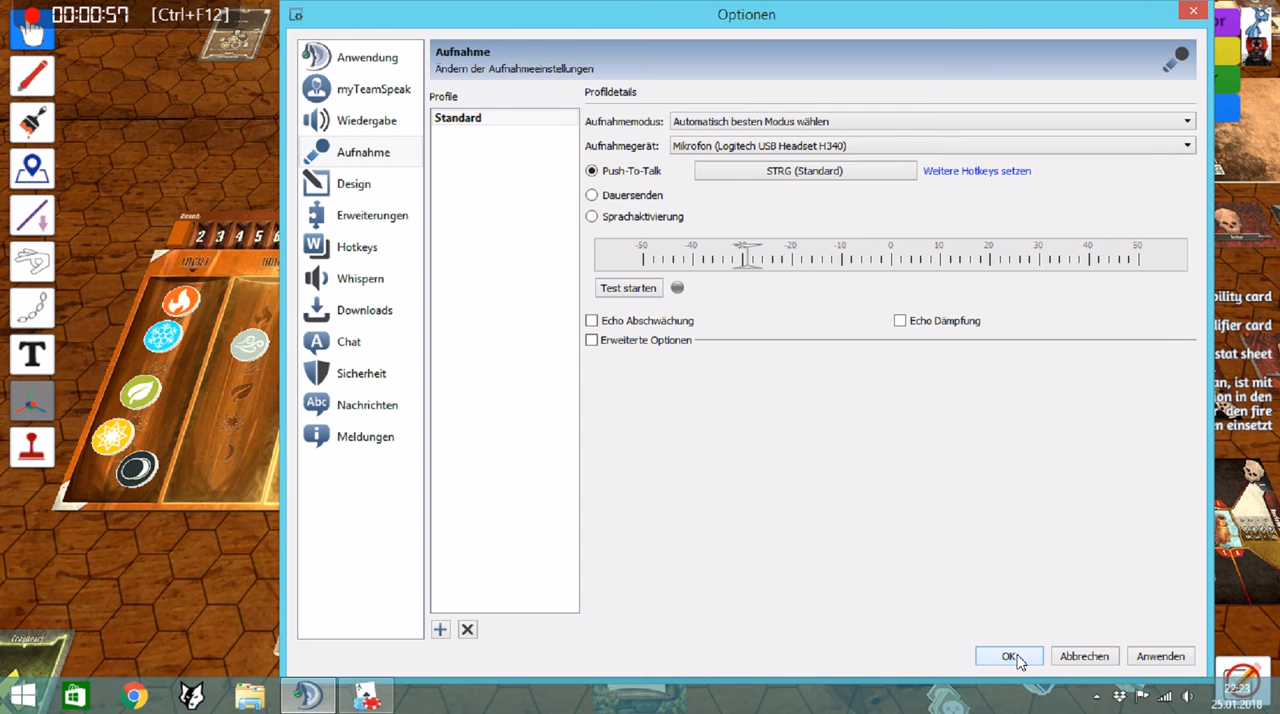 00:00:57 [Ctrl+F12]
Optionen
Anwendung
myTeamSpeak
Wiedergabe
Aufnahme
Design
Erweiterungen
Hotkeys
Whispern
Downloads
Chat
Sicherheit
Nachrichten
Meldungen
Aufnahme
Ändern der Aufnahmeeinstellungen
Profile
Standard
Profildetails
Aufnahmemodus: Automatisch besten Modus wählen
Aufnahmegerät: Mikrofon (Logitech USB Headset H340)
Push-To-Talk STRG (Standard) Weitere Hotkeys setzen
Dauersenden
Sprachaktivierung
-50 -40 -20 -10 0 10 20 30 40 50
Test starten
Echo Abschwächung Echo Dämpfung
Erweiterte Optionen
OK Abbrechen Anwenden
2 3 4 5 6
INERT
T
W
Abc
A
bility card
lifier card
stat sheet
an, ist mit
on in den
r den fire
n einsetzt
22:23
25.01.2018